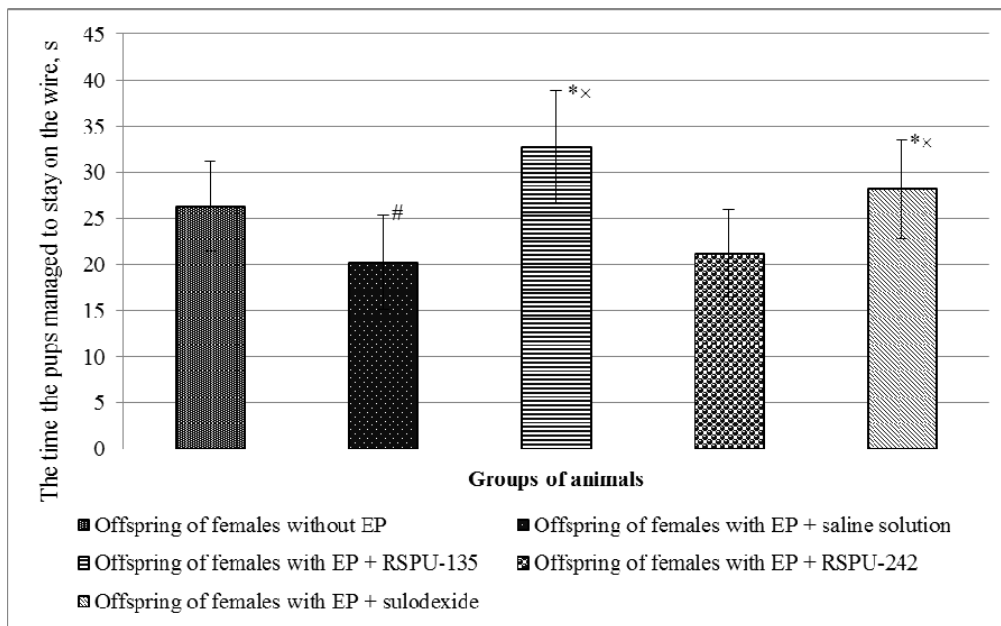 The time the pups managed to stay on the wire, s
45
40
35
30
25
20
15
10
5
0
#
*×
*×
Groups of animals
Offspring of females without EP
Offspring of females with EP + saline solution
Offspring of females with EP + RSPU-135
Offspring of females with EP + RSPU-242
Offspring of females with EP + sulodexide